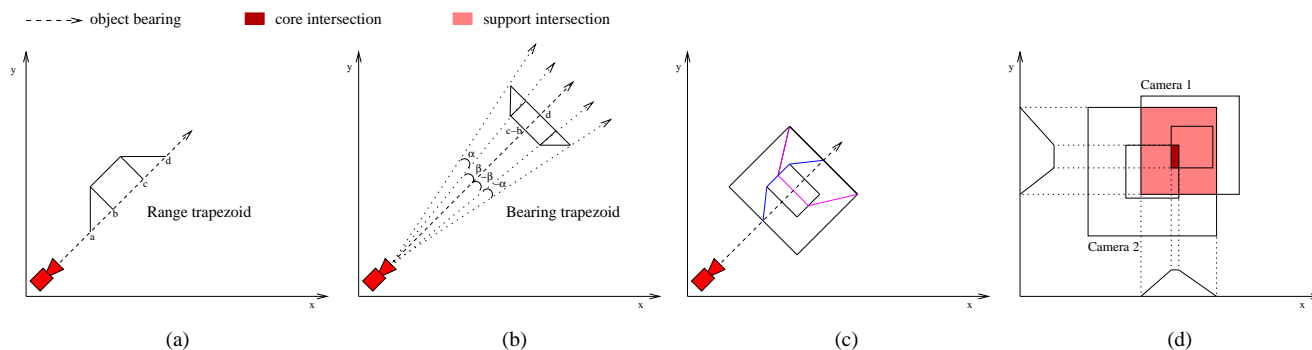 object bearing
core intersection
support intersection
y
a
b
c
d
Range trapezoid
x
(a)
y
d
c−b
α
β
−β
−α
Bearing trapezoid
x
(b)
y
x
(c)
y
Camera 1
Camera 2
x
(d)